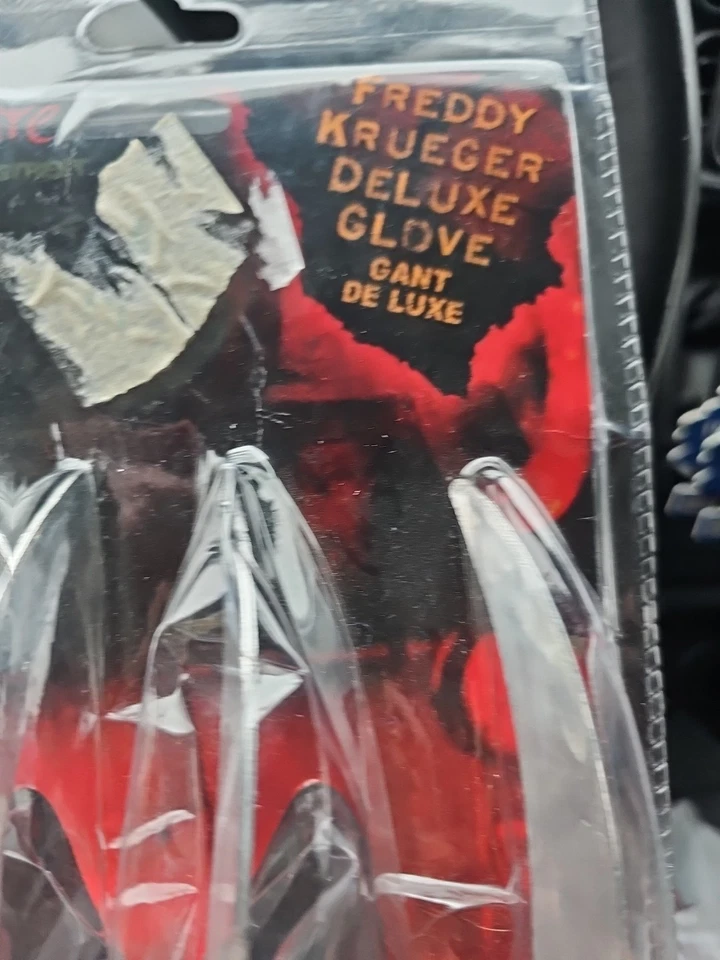 FREDDY
KRUEGER
DELUXE
GLOVE
GANT
DE LUXE